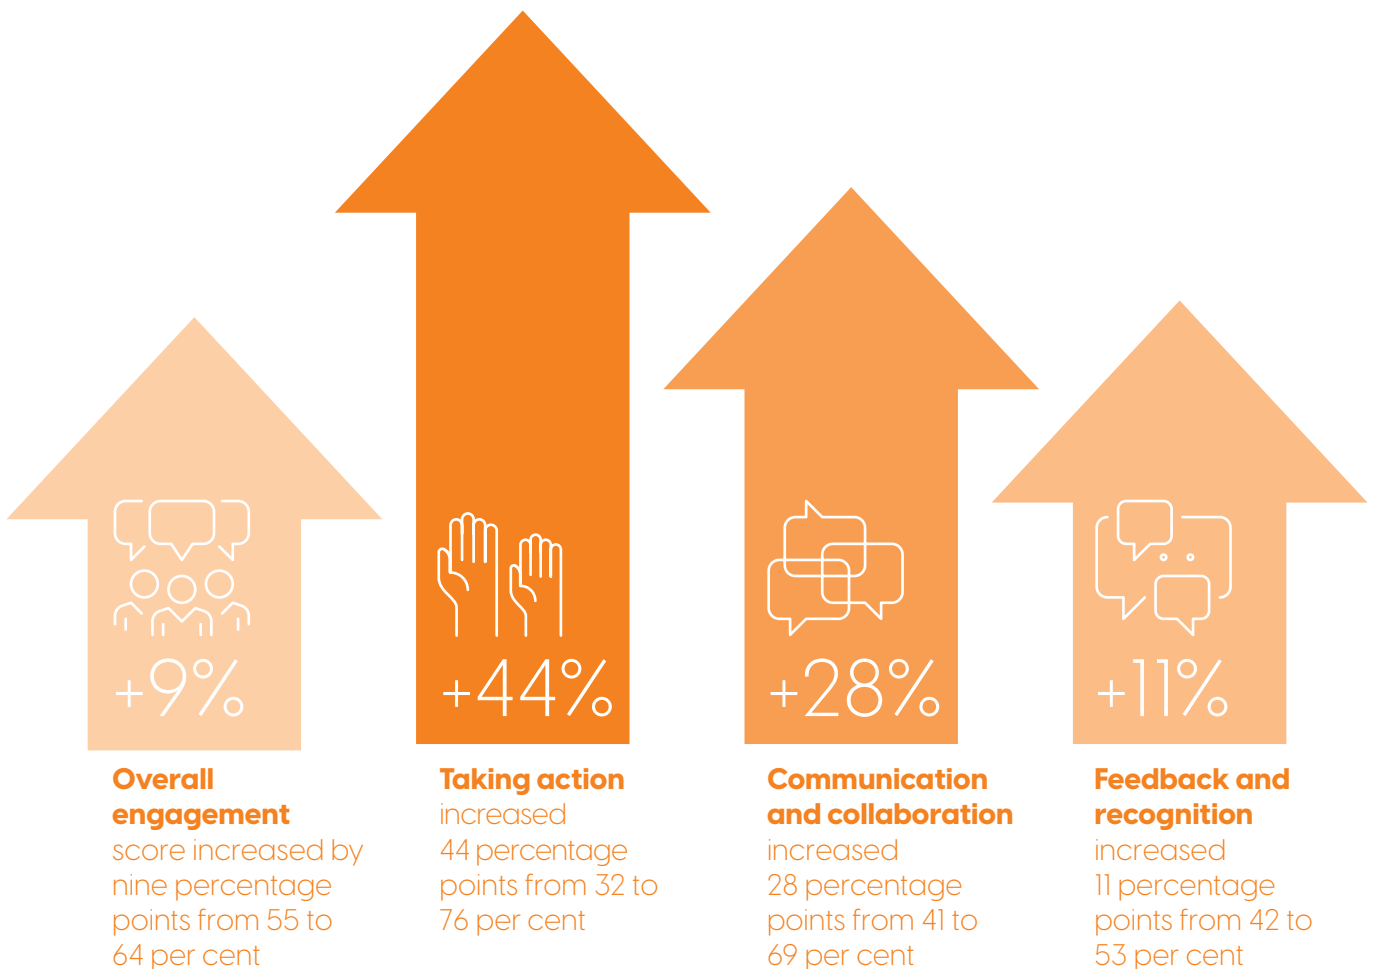 +9%
Overall
engagement
score increased by
nine percentage
points from 55 to
64 per cent
+44%
Taking action
increased
44 percentage
points from 32 to
76 per cent
+28%
Communication
and collaboration
increased
28 percentage
points from 41 to
69 per cent
+11%
Feedback and
recognition
increased
11 percentage
points from 42 to
53 per cent